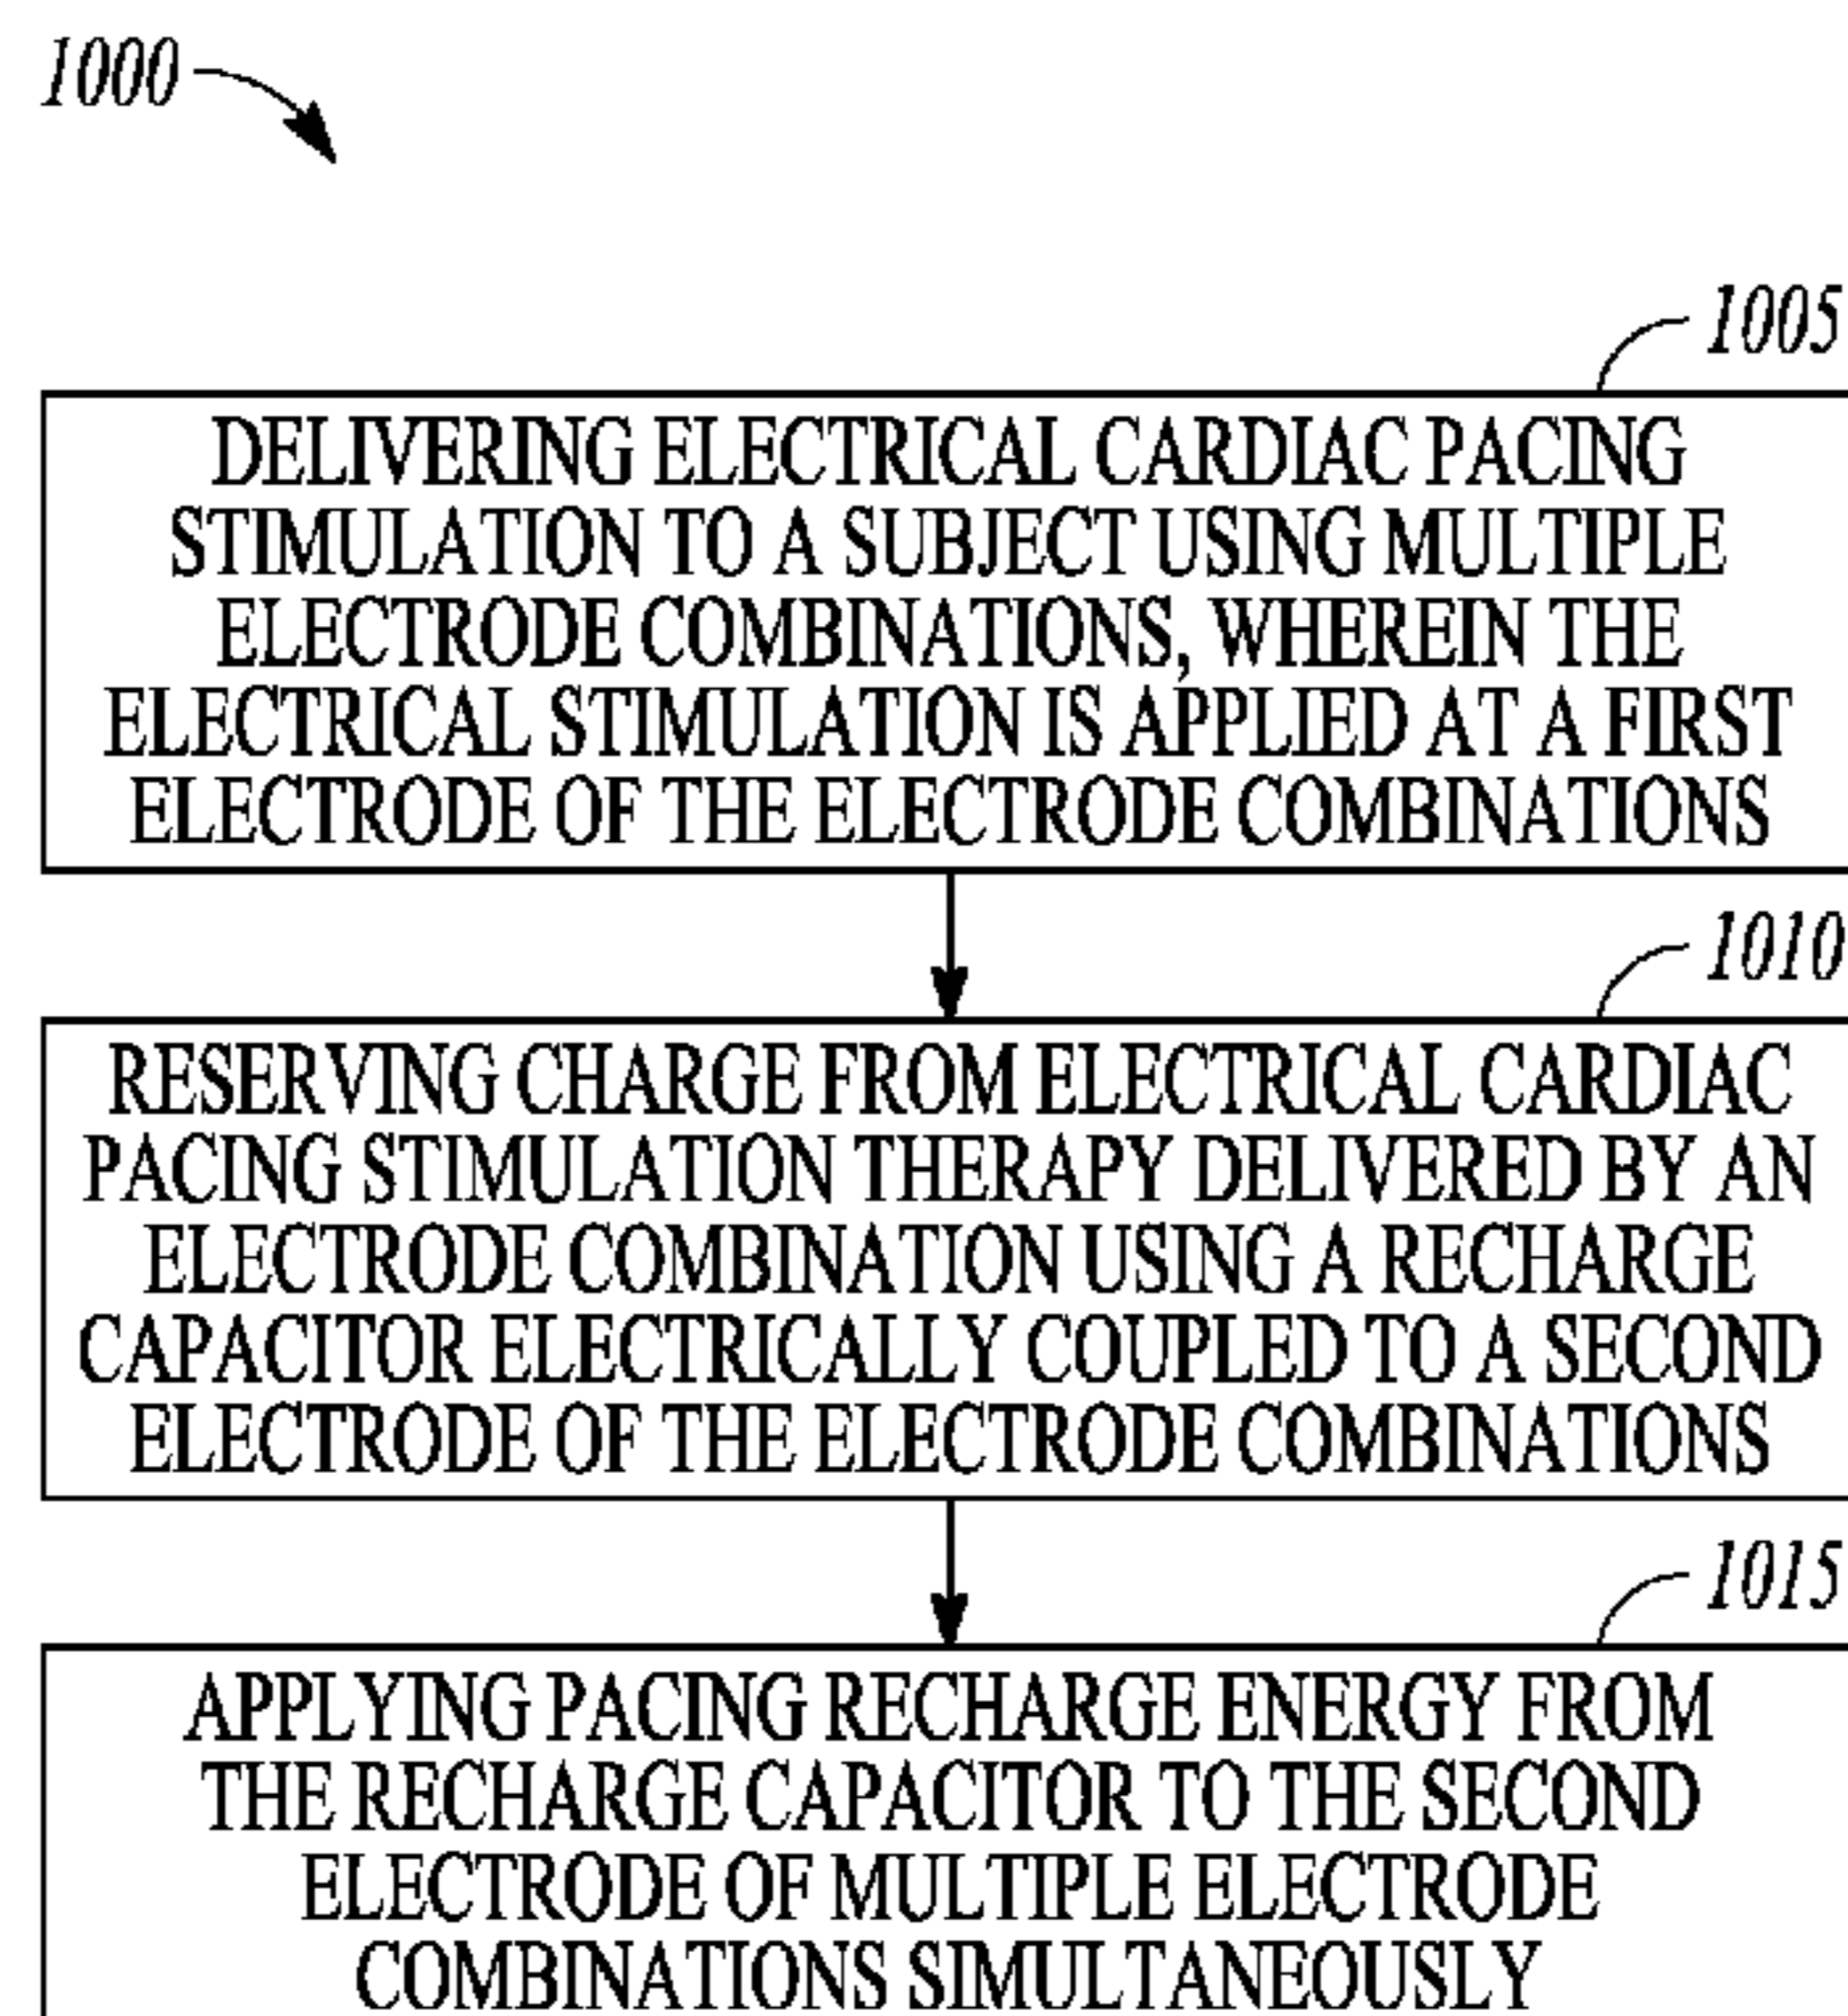 1000
1005
DELIVERING ELECTRICAL CARDIAC PACING
STIMULATION TO A SUBJECT USING MULTIPLE
ELECTRODE COMBINATIONS, WHEREIN THE
ELECTRICAL STIMULATION IS APPLIED AT A FIRST
ELECTRODE OF THE ELECTRODE COMBINATIONS
1010
RESERVING CHARGE FROM ELECTRICAL CARDIAC
PACING STIMULATION THERAPY DELIVERED BY AN
ELECTRODE COMBINATION USING A RECHARGE
CAPACITOR ELECTRICALLY COUPLED TO A SECOND
ELECTRODE OF THE ELECTRODE COMBINATIONS
1015
APPLYING PACING RECHARGE ENERGY FROM
THE RECHARGE CAPACITOR TO THE SECOND
ELECTRODE OF MULTIPLE ELECTRODE
COMBINATIONS SIMULTANEOUSLY